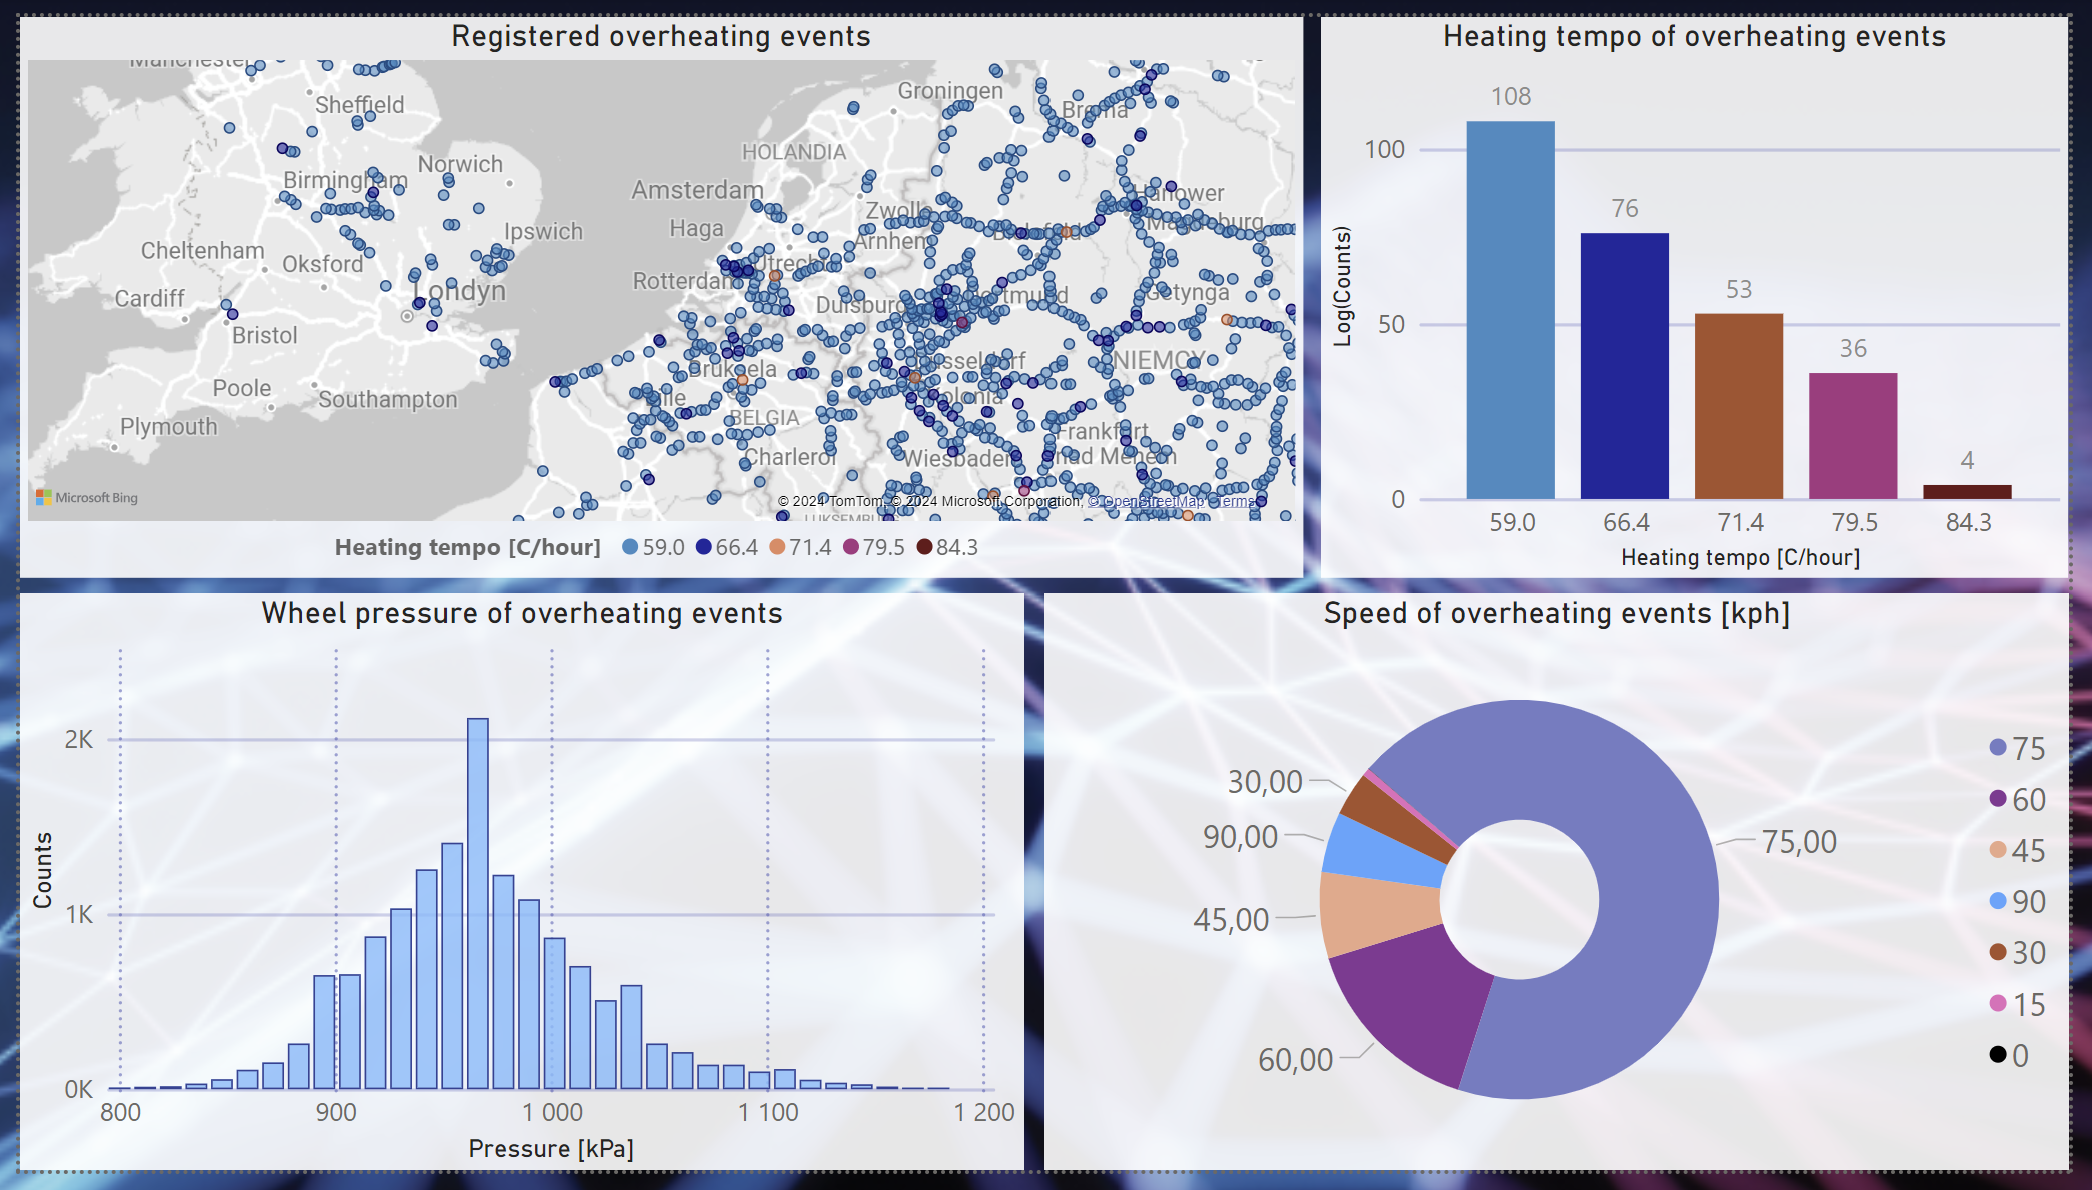 Registered overheating events
Manchester
Sheffield
Groningen
Brema
Norwich
HOLANDIA
Birmingham
Amsterdam
Hanower
Zwolle
Magdeburg
Haga
Ipswich
Arnhem
Bielefeld
Cheltenham
Oksford
Utrecht
Rotterdam
Londyn
Duisburg
Dortmund
Getynga
Cardiff
Bristol
Düsseldorf
NIEMCY
Bruksela
Poole
Lille
Kolonia
Southampton
BELGIA
Plymouth
Frankfurt
Charleroi
Wiesbaden
nad Menem
Microsoft Bing
© 2024 TomTom, © 2024 Microsoft Corporation, © OpenStreetMap Terms
LUKSEMBURG
Heating tempo [C/hour] 59.0 66.4 71.4 79.5 84.3
Heating tempo of overheating events
Log(Counts)
108
76
53
36
4
100
50
0
59.0 66.4 71.4 79.5 84.3
Heating tempo [C/hour]
Wheel pressure of overheating events
Counts
2K
1K
0K
800 900 1 000 1 100 1 200
Pressure [kPa]
Speed of overheating events [kph]
30,00
90,00
45,00
60,00
75,00
75
60
45
90
30
15
0